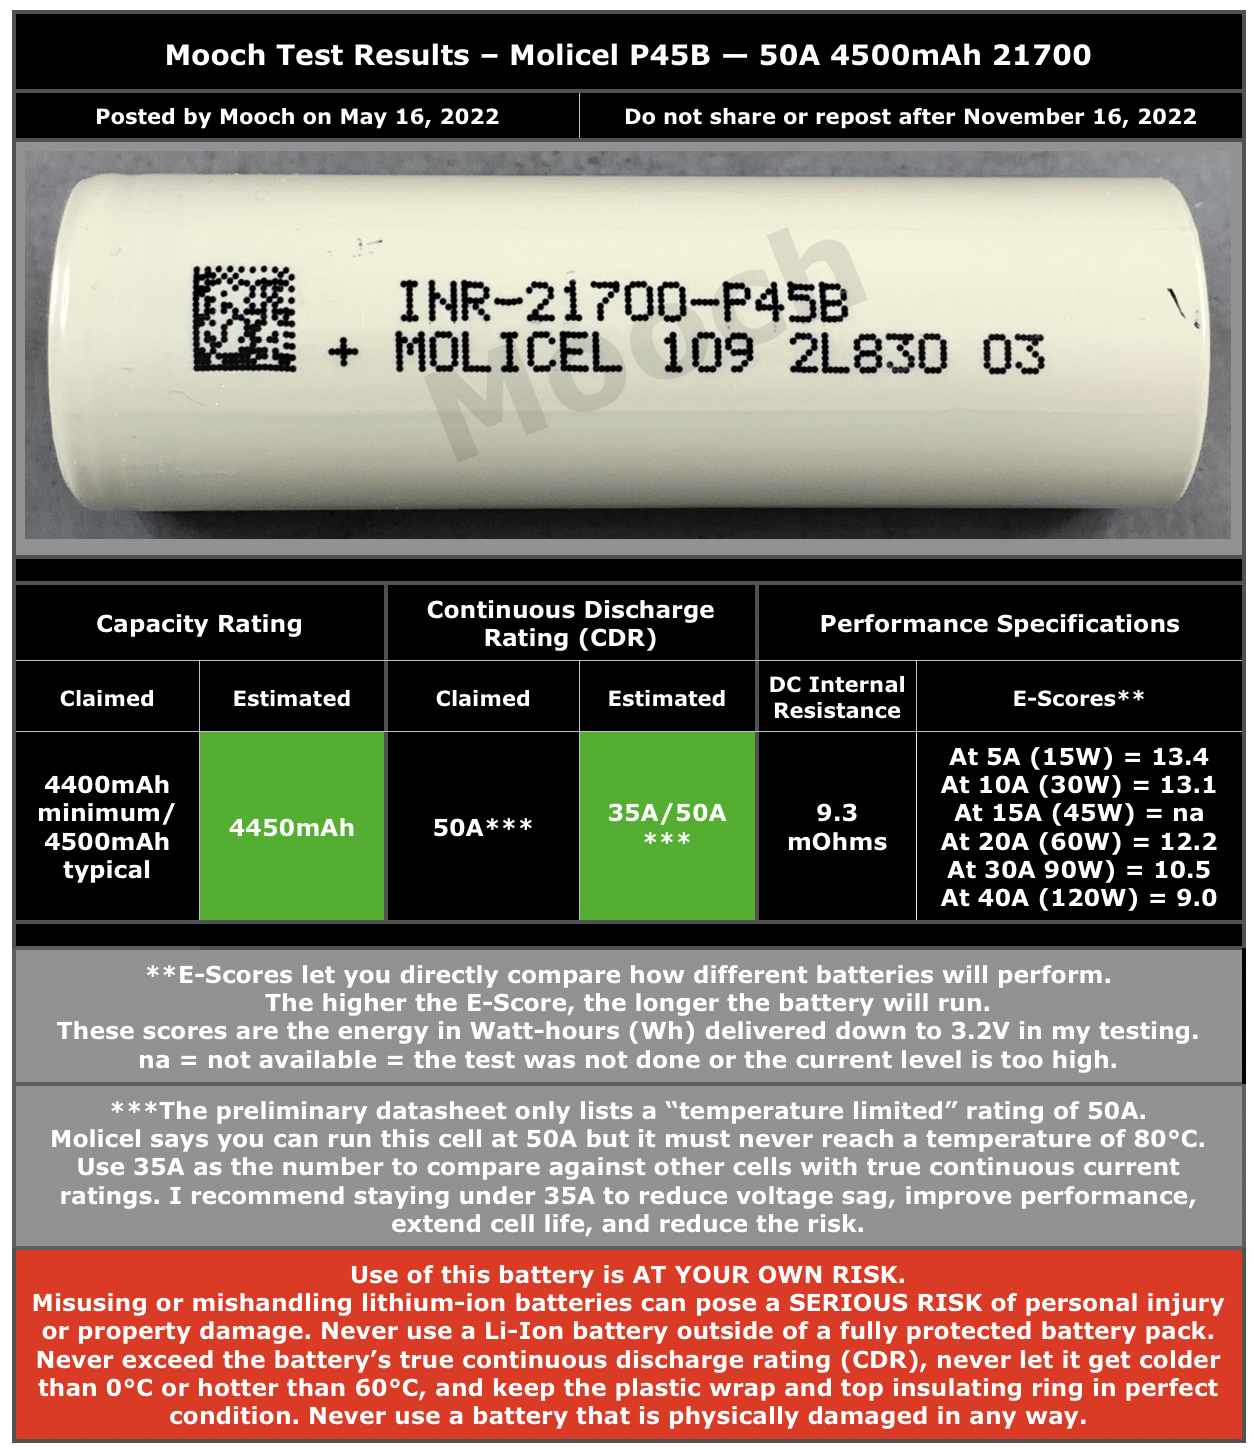 Mooch Test Results – Molicel P45B — 50A 4500mAh 21700
Posted by Mooch on May 16, 2022
Do not share or repost after November 16, 2022
INR-21700-P45B
+ MOLICEL 109 2L830 03
Mooch
Capacity Rating
Continuous Discharge
Rating (CDR)
Performance Specifications
Claimed
Estimated
Claimed
Estimated
DC Internal
Resistance
E-Scores**
4400mAh
minimum/
4500mAh
typical
4450mAh
50A***
35A/50A
***
9.3
mOhms
At 5A (15W) = 13.4
At 10A (30W) = 13.1
At 15A (45W) = na
At 20A (60W) = 12.2
At 30A 90W) = 10.5
At 40A (120W) = 9.0
**E-Scores let you directly compare how different batteries will perform.
The higher the E-Score, the longer the battery will run.
These scores are the energy in Watt-hours (Wh) delivered down to 3.2V in my testing.
na = not available = the test was not done or the current level is too high.
***The preliminary datasheet only lists a “temperature limited” rating of 50A.
Molicel says you can run this cell at 50A but it must never reach a temperature of 80°C.
Use 35A as the number to compare against other cells with true continuous current
ratings. I recommend staying under 35A to reduce voltage sag, improve performance,
extend cell life, and reduce the risk.
Use of this battery is AT YOUR OWN RISK.
Misusing or mishandling lithium-ion batteries can pose a SERIOUS RISK of personal injury
or property damage. Never use a Li-Ion battery outside of a fully protected battery pack.
Never exceed the battery’s true continuous discharge rating (CDR), never let it get colder
than 0°C or hotter than 60°C, and keep the plastic wrap and top insulating ring in perfect
condition. Never use a battery that is physically damaged in any way.